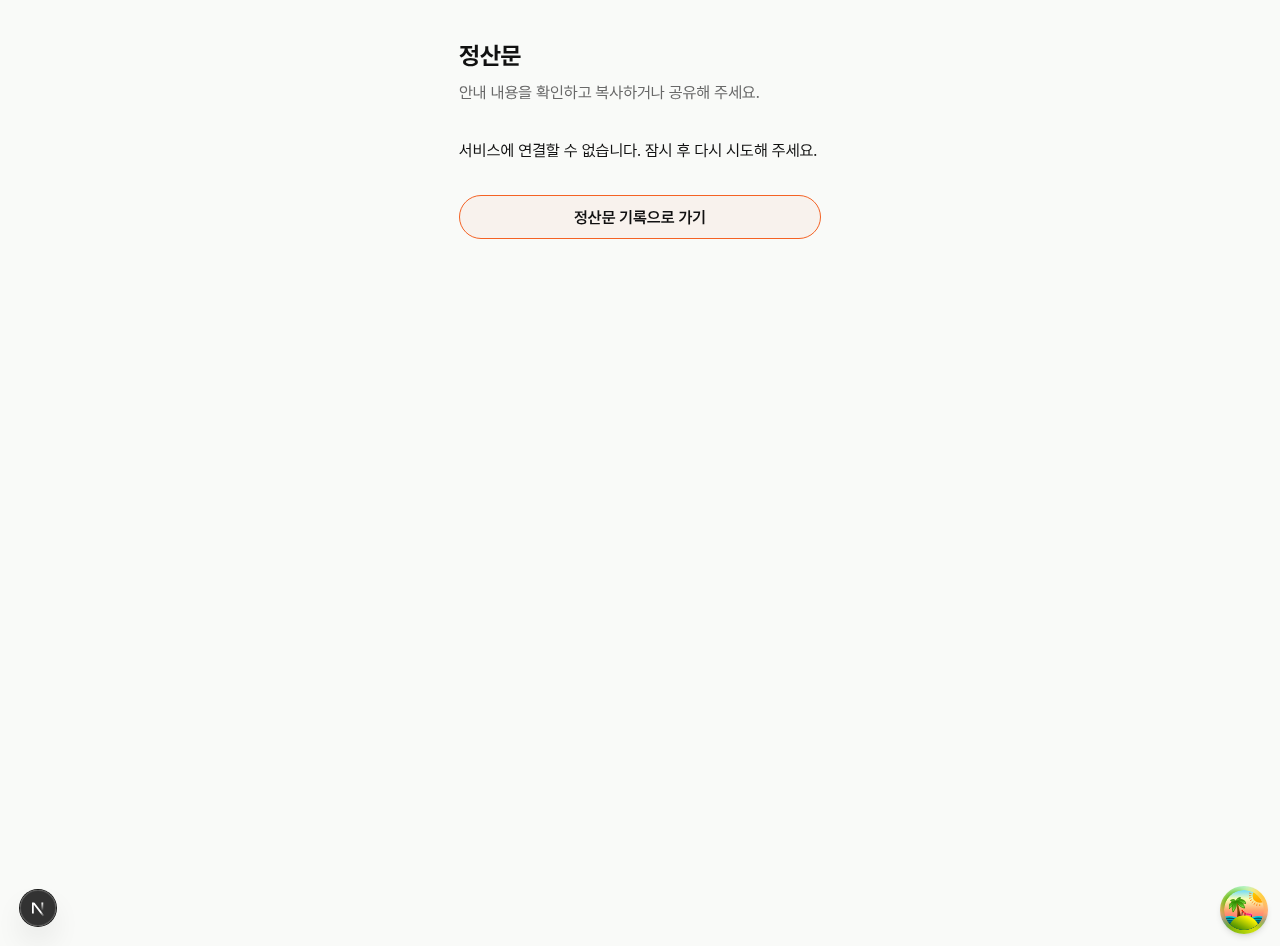 정산문
안내 내용을 확인하고 복사하거나 공유해 주세요.
서비스에 연결할 수 없습니다. 잠시 후 다시 시도해 주세요.
정산문 기록으로 가기
N